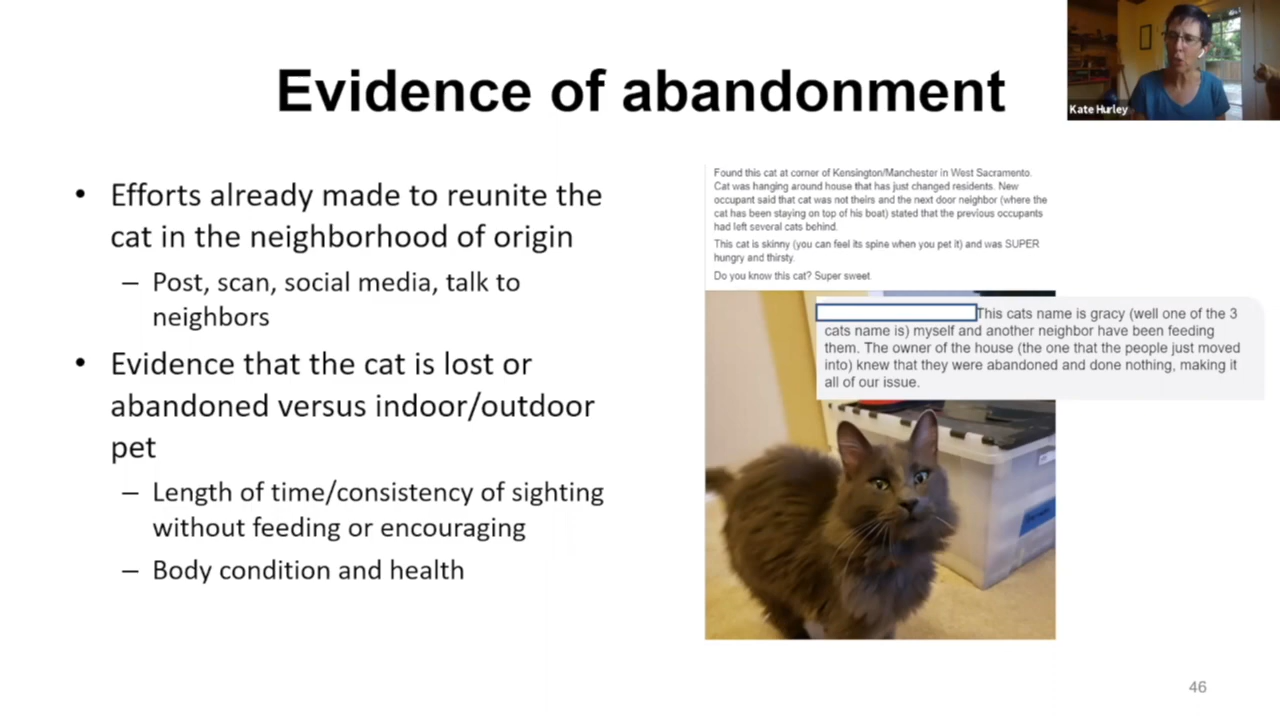 Evidence of abandonment
Kate Hurley
• Efforts already made to reunite the
cat in the neighborhood of origin
– Post, scan, social media, talk to
neighbors
• Evidence that the cat is lost or
abandoned versus indoor/outdoor
pet
– Length of time/consistency of sighting
without feeding or encouraging
– Body condition and health
Found this cat at corner of Kensington/Manchester in West Sacramento.
Cat was hanging around house that has just changed residents. New
occupant said that cat was not theirs and the next door neighbor (where the
cat has been staying on top of his boat) stated that the previous occupants
had left several cats behind.
This cat is skinny (you can feel its spine when you pet it) and was SUPER
hungry and thirsty.
Do you know this cat? Super sweet.
This cats name is gracy (well one of the 3
cats name is) myself and another neighbor have been feeding
them. The owner of the house (the one that the people just moved
into) knew that they were abandoned and done nothing, making it
all of our issue.
46